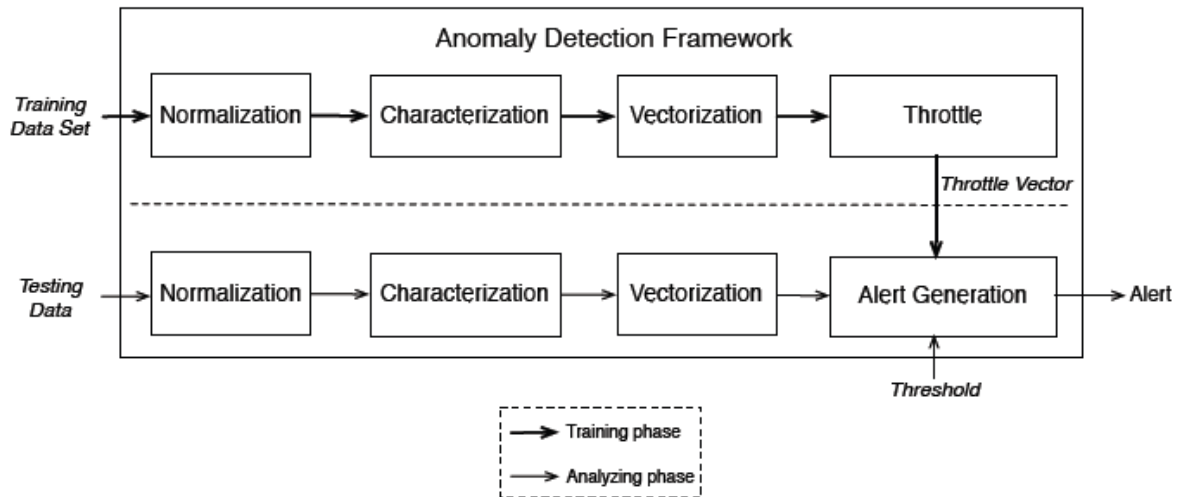 Anomaly Detection Framework
Training
Data Set
Normalization
Characterization
Vectorization
Throttle
Throttle Vector
Testing
Data
Normalization
Characterization
Vectorization
Alert Generation
Alert
Threshold
Training phase
Analyzing phase